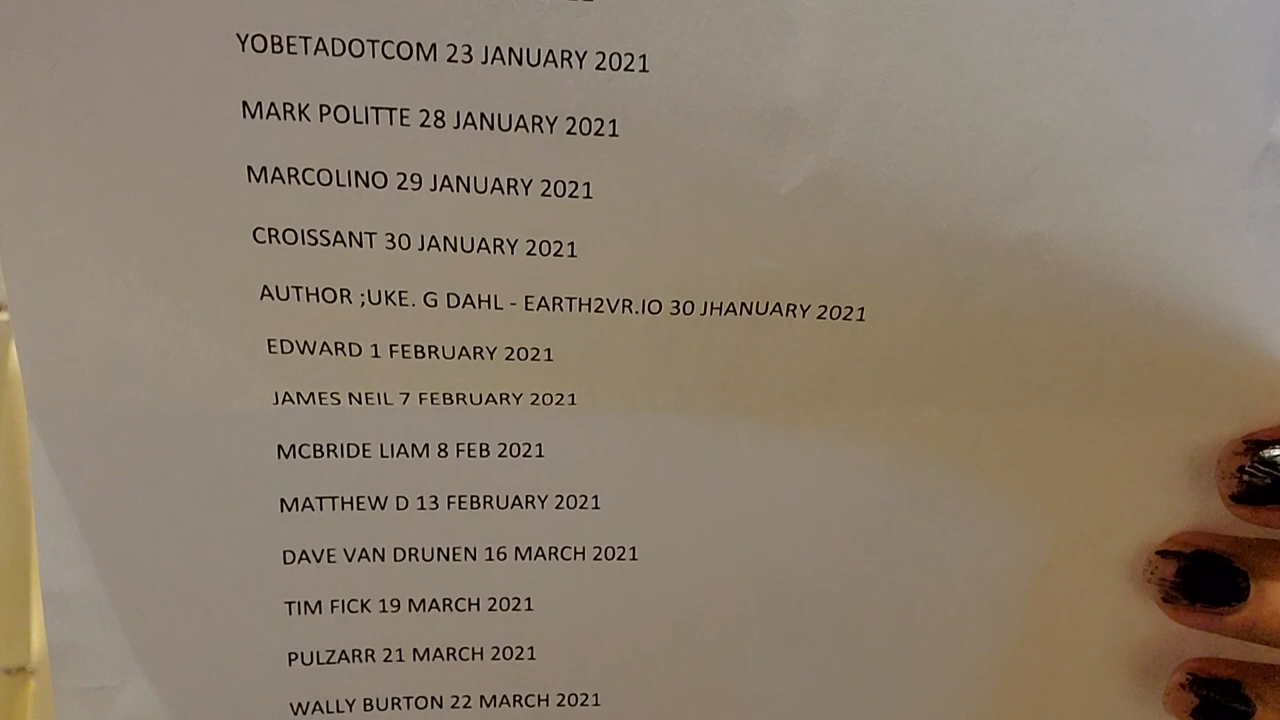 YOBETADOTCOM 23 JANUARY 2021
MARK POLITTE 28 JANUARY 2021
MARCOLINO 29 JANUARY 2021
CROISSANT 30 JANUARY 2021
AUTHOR ;UKE. G DAHL - EARTH2VR.IO 30 JHANUARY 2021
EDWARD 1 FEBRUARY 2021
JAMES NEIL 7 FEBRUARY 2021
MCBRIDE LIAM 8 FEB 2021
MATTHEW D 13 FEBRUARY 2021
DAVE VAN DRUNEN 16 MARCH 2021
TIM FICK 19 MARCH 2021
PULZARR 21 MARCH 2021
WALLY BURTON 22 MARCH 2021